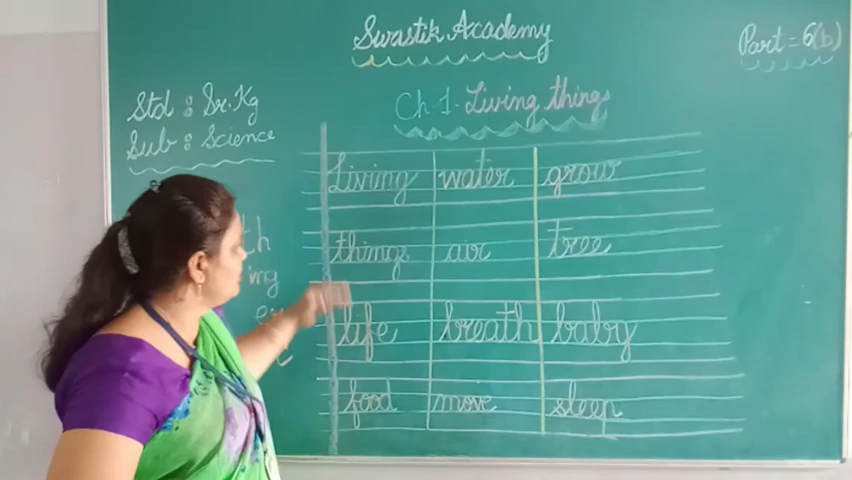 Swastik Academy
Part = 6(b)
Std : Sr.Kg
Sub : Science
Ch-1. Living things
Living water grow
things air tree
life breath baby
food move sleep